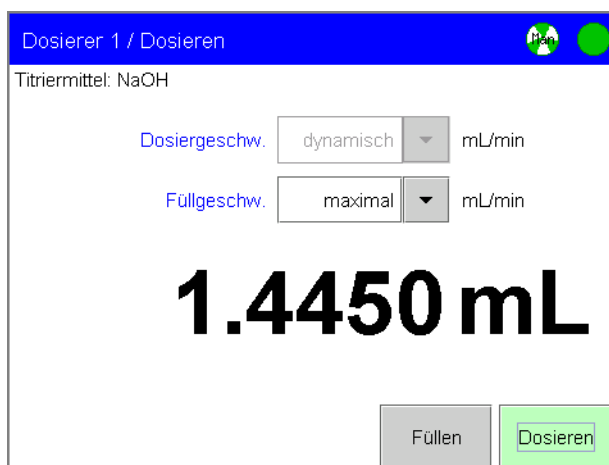 Dosierer 1 / Dosieren Man
Titriermittel: NaOH
Dosiergeschw. dynamisch mL/min
Füllgeschw. maximal mL/min
1.4450 mL
Füllen Dosieren